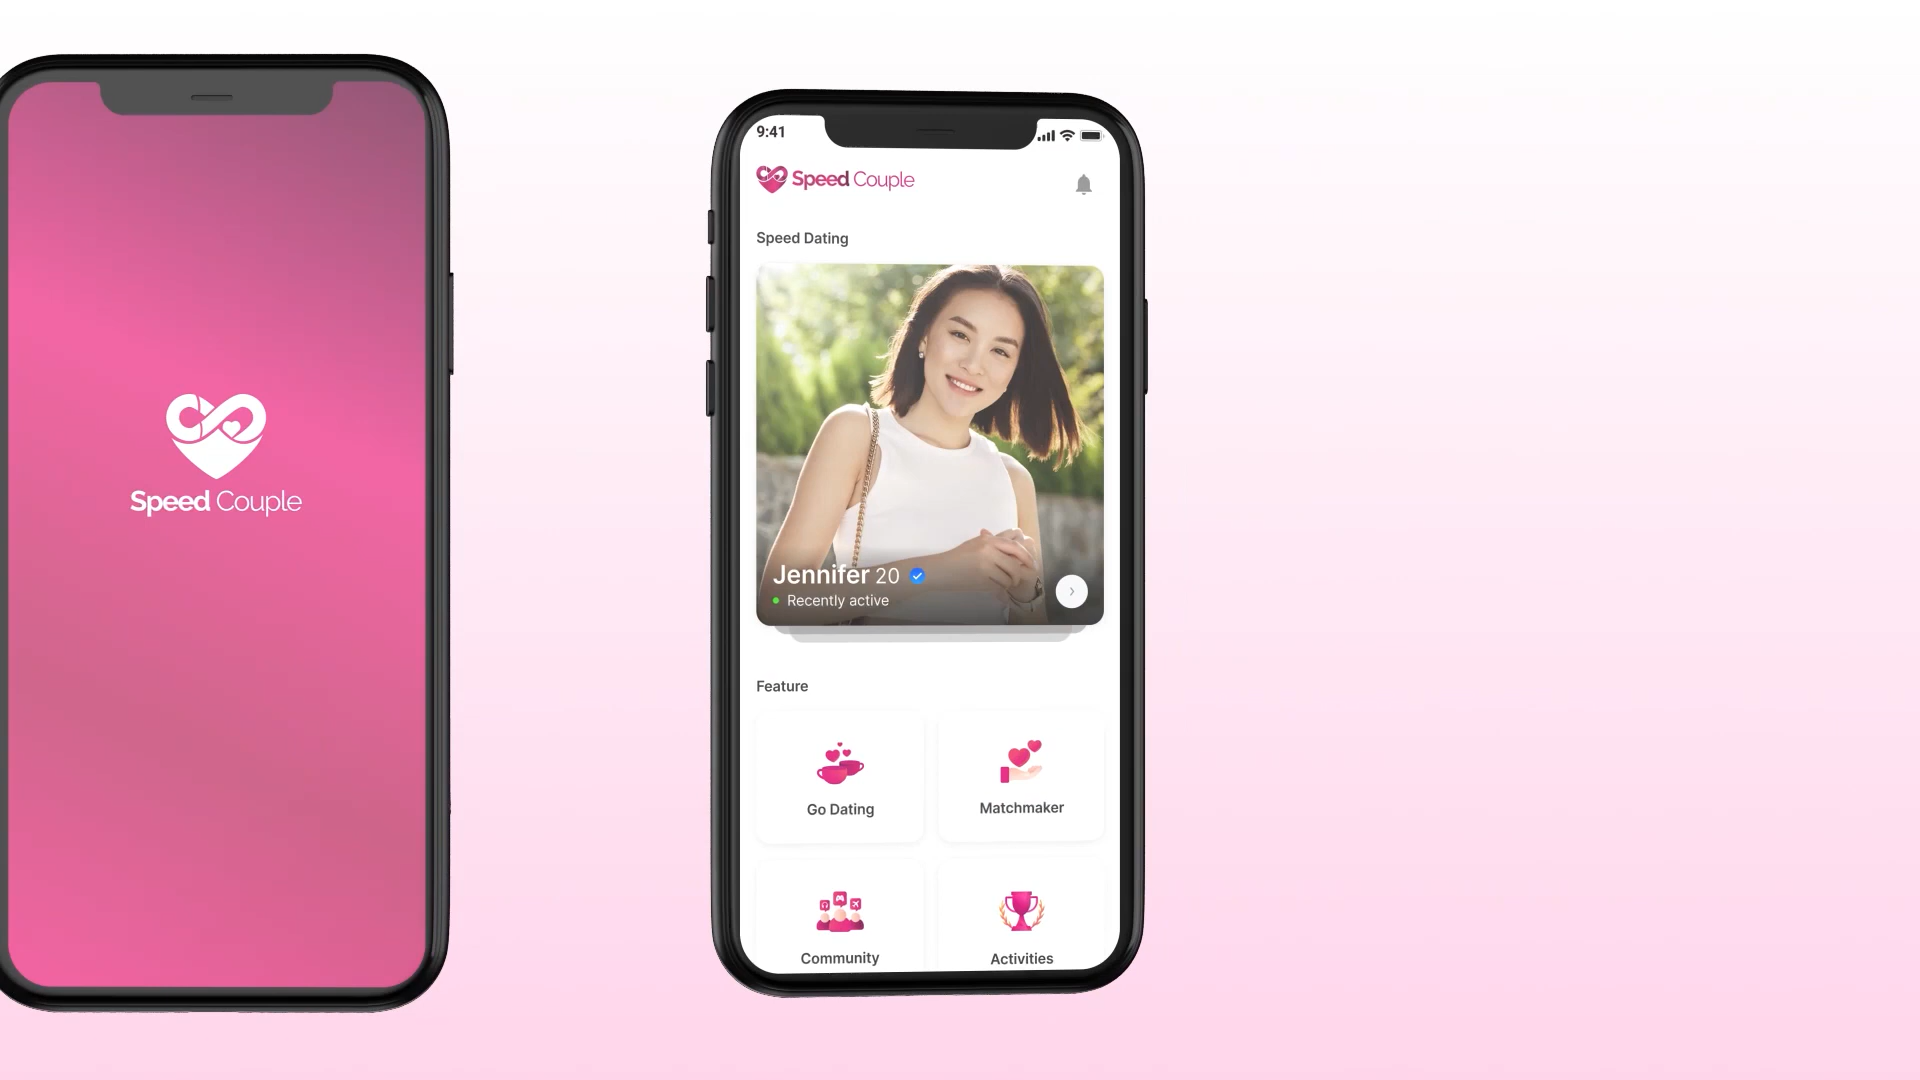 Speed Couple
9:41
Speed Couple
Speed Dating
Jennifer 20
Recently active
Feature
Go Dating
Matchmaker
Community
Activities